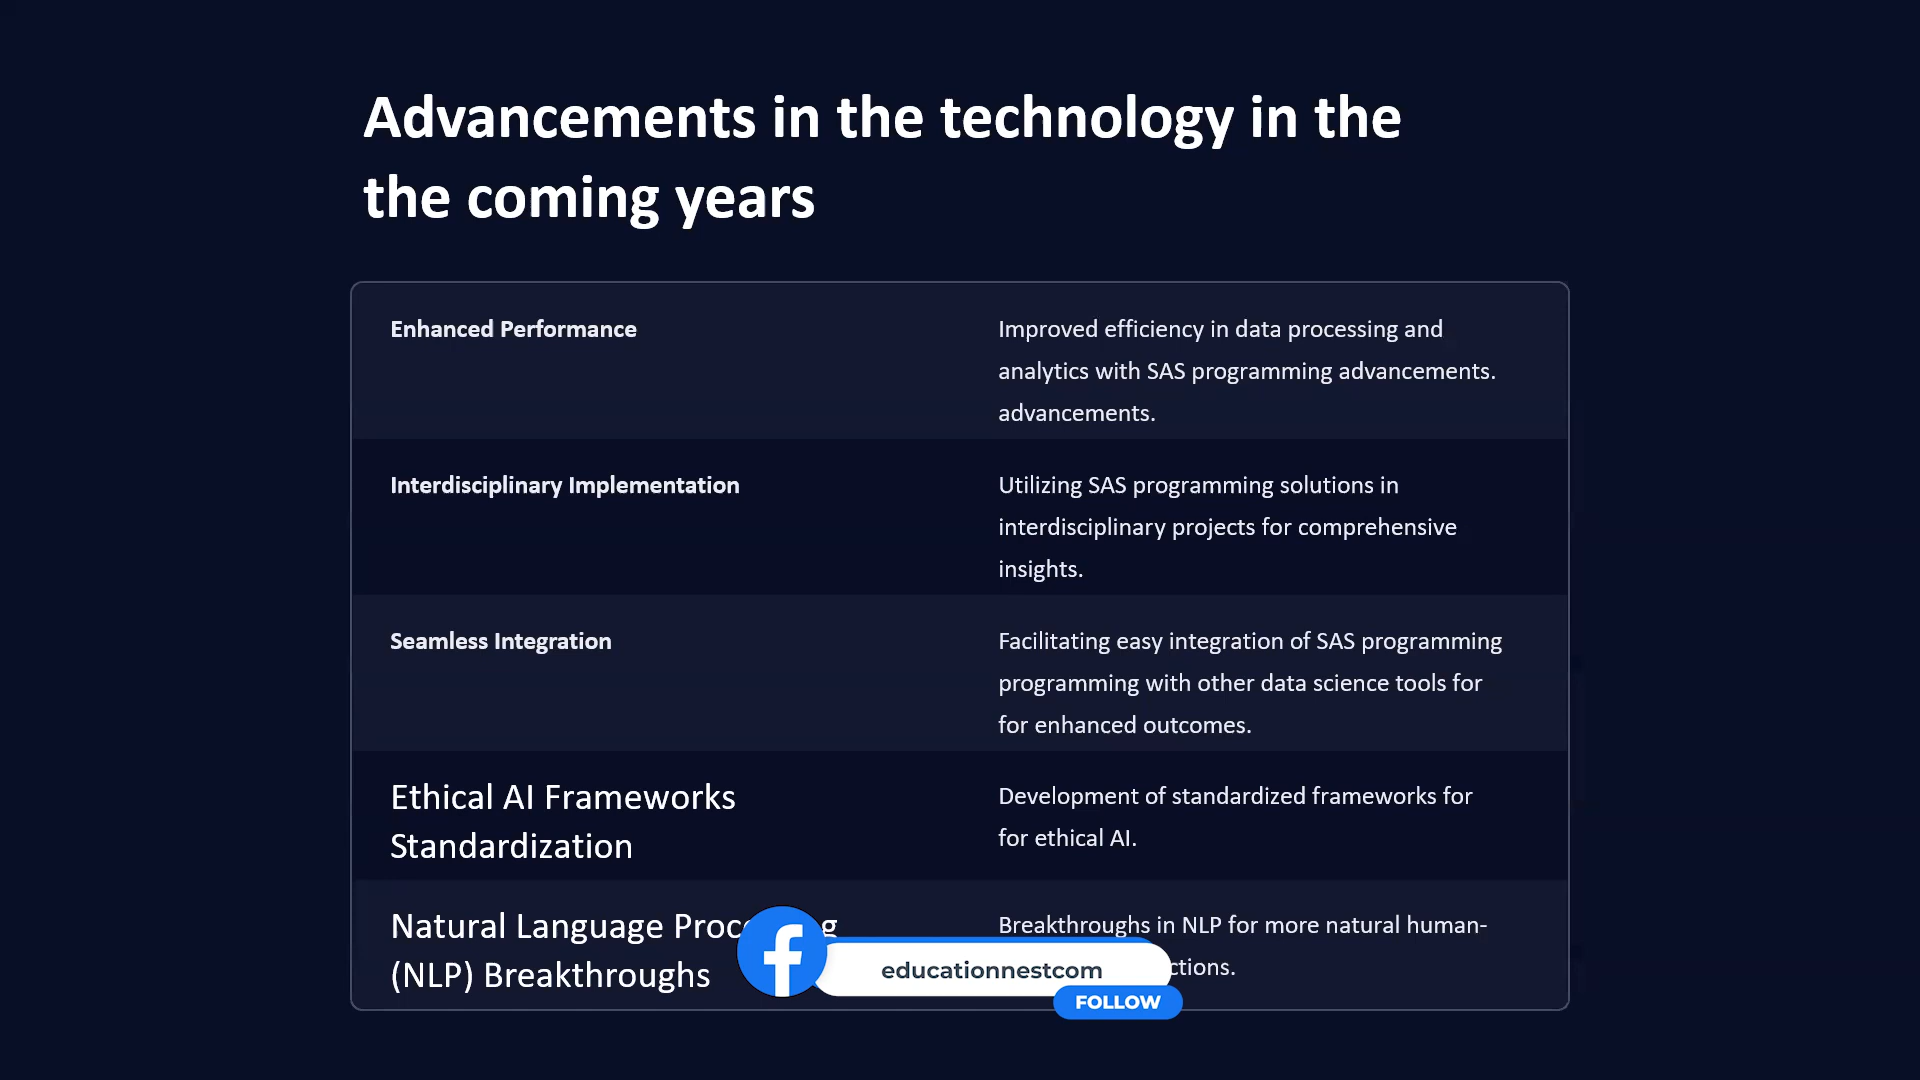 Advancements in the technology in the
the coming years
Enhanced Performance
Improved efficiency in data processing and
analytics with SAS programming advancements.
advancements.
Interdisciplinary Implementation
Utilizing SAS programming solutions in
interdisciplinary projects for comprehensive
insights.
Seamless Integration
Facilitating easy integration of SAS programming
programming with other data science tools for
for enhanced outcomes.
Ethical AI Frameworks
Standardization
Development of standardized frameworks for
for ethical AI.
Natural Language
(NLP) Breakthroughs
Breakthroughs in NLP for more natural human-
educationnestcom
FOLLOW